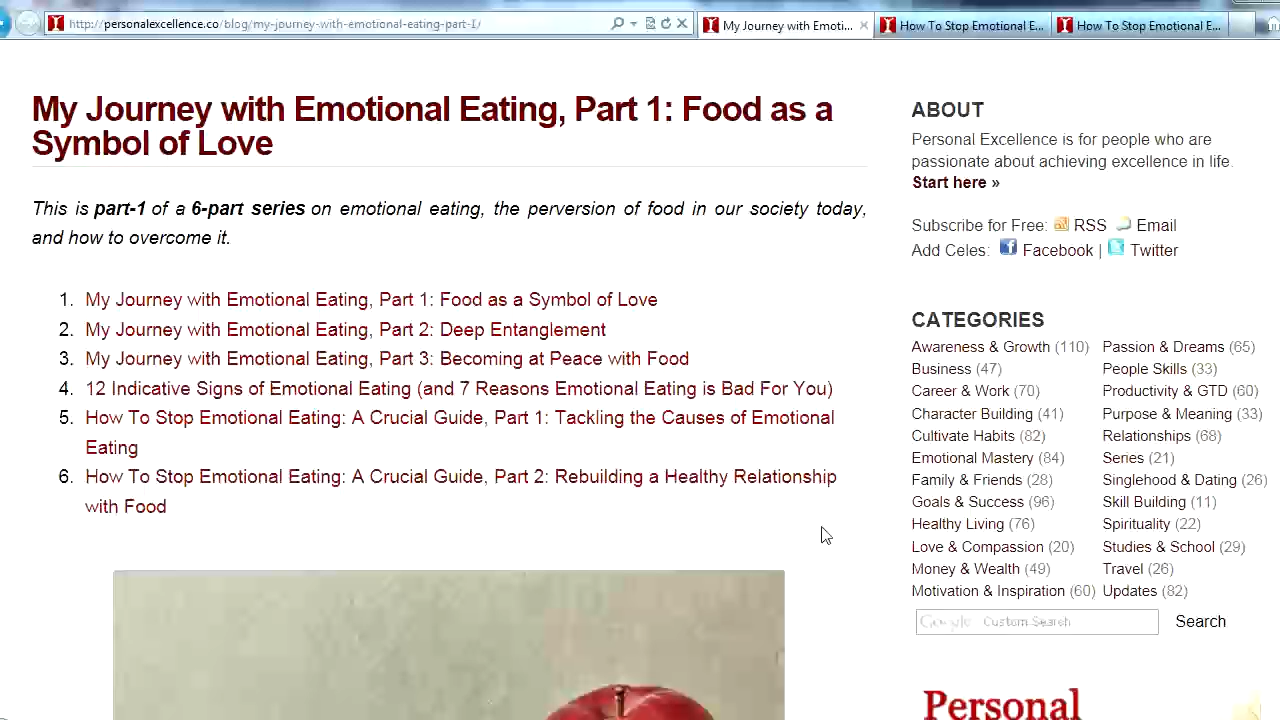 http://personalexcellence.co/blog/my-journey-with-emotional-eating-part-1/
My Journey with Emoti...
How To Stop Emotional E...
How To Stop Emotional E...
My Journey with Emotional Eating, Part 1: Food as a
Symbol of Love
This is part-1 of a 6-part series on emotional eating, the perversion of food in our society today,
and how to overcome it.
1. My Journey with Emotional Eating, Part 1: Food as a Symbol of Love
2. My Journey with Emotional Eating, Part 2: Deep Entanglement
3. My Journey with Emotional Eating, Part 3: Becoming at Peace with Food
4. 12 Indicative Signs of Emotional Eating (and 7 Reasons Emotional Eating is Bad For You)
5. How To Stop Emotional Eating: A Crucial Guide, Part 1: Tackling the Causes of Emotional
Eating
6. How To Stop Emotional Eating: A Crucial Guide, Part 2: Rebuilding a Healthy Relationship
with Food
ABOUT
Personal Excellence is for people who are
passionate about achieving excellence in life.
Start here »
Subscribe for Free: RSS Email
Add Celes: Facebook | Twitter
CATEGORIES
Awareness & Growth (110) Passion & Dreams (65)
Business (47) People Skills (33)
Career & Work (70) Productivity & GTD (60)
Character Building (41) Purpose & Meaning (33)
Cultivate Habits (82) Relationships (68)
Emotional Mastery (84) Series (21)
Family & Friends (28) Singlehood & Dating (26)
Goals & Success (96) Skill Building (11)
Healthy Living (76) Spirituality (22)
Love & Compassion (20) Studies & School (29)
Money & Wealth (49) Travel (26)
Motivation & Inspiration (60) Updates (82)
Google Custom Search Search
Personal